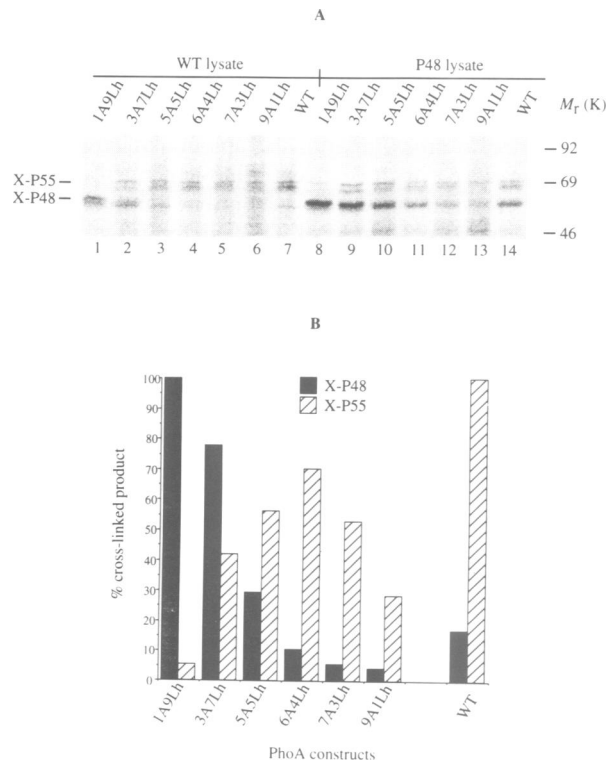 A
WT lysate P48 lysate
1A9Lh 3A7Lh 5A5Lh 6A4Lh 7A3Lh 9A1Lh WT 1A9Lh 3A7Lh 5A5Lh 6A4Lh 7A3Lh 9A1Lh WT Mr (K)
– 92
X-P55 – – 69
X-P48 –
– 46
1 2 3 4 5 6 7 8 9 10 11 12 13 14
B
100
90
80
70
60
50
40
30
20
10
0
% cross-linked product
X-P48
X-P55
1A9Lh 3A7Lh 5A5Lh 6A4Lh 7A3Lh 9A1Lh WT
PhoA constructs